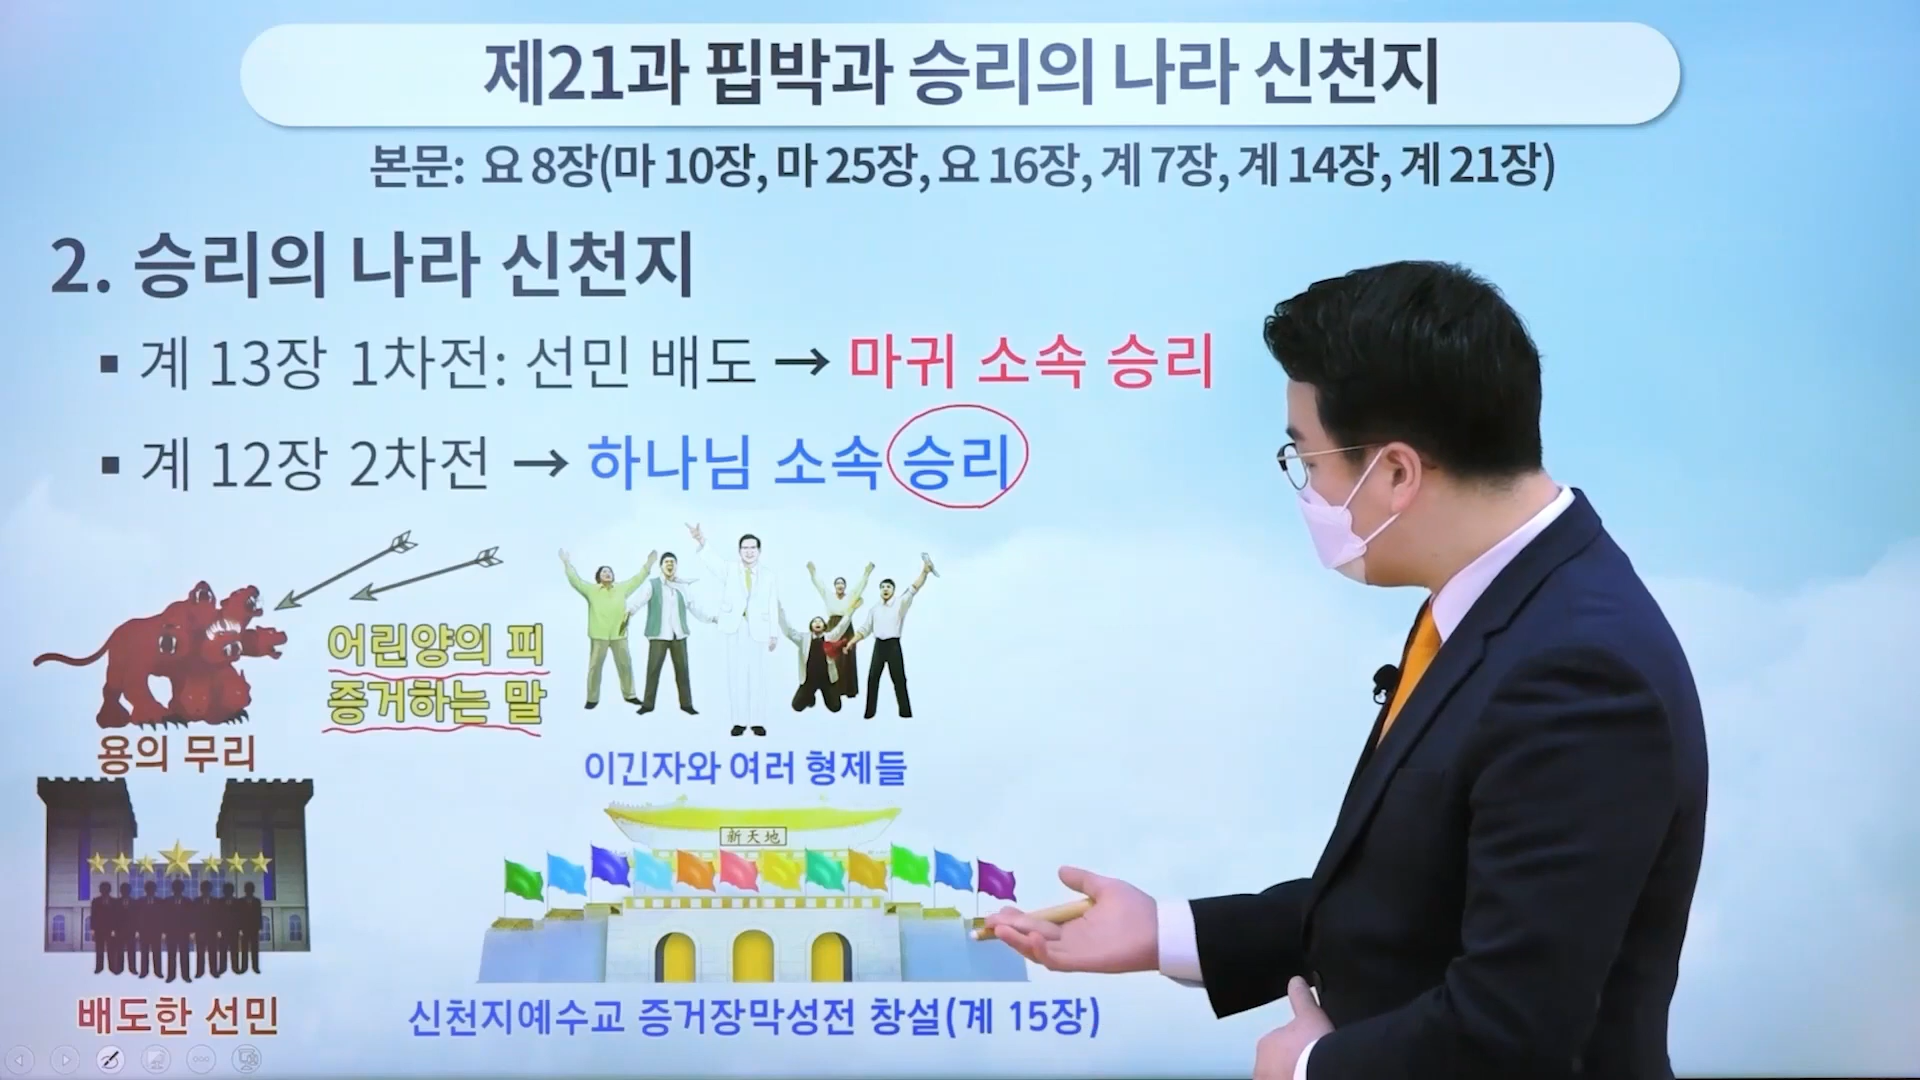 제21과 핍박과 승리의 나라 신천지
본문: 요 8장(마 10장, 마 25장, 요 16장, 계 7장, 계 14장, 계 21장)
2. 승리의 나라 신천지
▪ 계 13장 1차전: 선민 배도 → 마귀 소속 승리
▪ 계 12장 2차전 → 하나님 소속 승리
어린양의 피
증거하는 말
용의 무리
이긴자와 여러 형제들
新天地
배도한 선민
신천지예수교 증거장막성전 창설(계 15장)